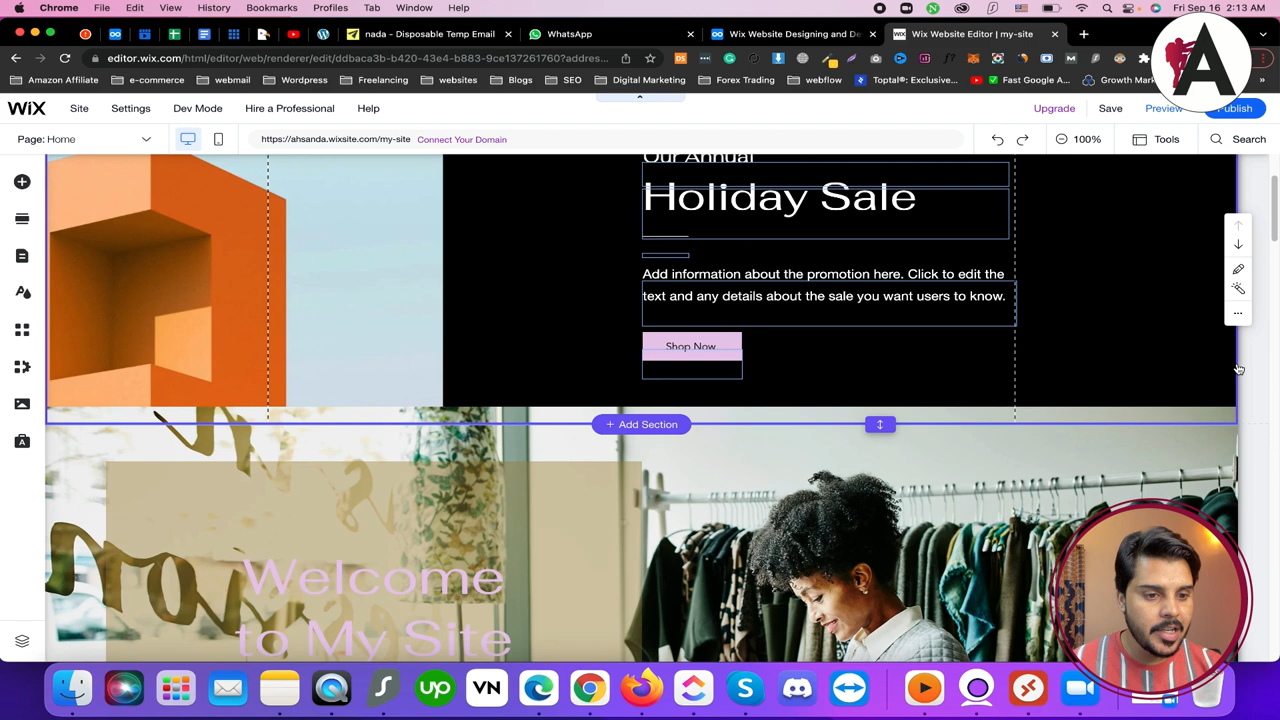 Chrome File Edit View History Bookmarks Profiles Tab Window Help Fri Sep 16 2:13 AM
nada - Disposable Temp Email WhatsApp Wix Website Designing and De Wix Website Editor | my-site
editor.wix.com/html/editor/web/renderer/edit/ddbaca3b-b420-43e4-b883-9ce137261760?addres...
Amazon Affiliate e-commerce webmail Wordpress Freelancing websites Blogs SEO Digital Marketing Forex Trading webflow Toptal®: Exclusive... Fast Google A... Growth Mark
WiX Site Settings Dev Mode Hire a Professional Help Upgrade Save Preview Publish
Page: Home https://ahsanda.wixsite.com/my-site Connect Your Domain 100% Tools Search
Our Annual
Holiday Sale
Add information about the promotion here. Click to edit the
text and any details about the sale you want users to know.
Shop Now
+ Add Section
Welcome
to My Site